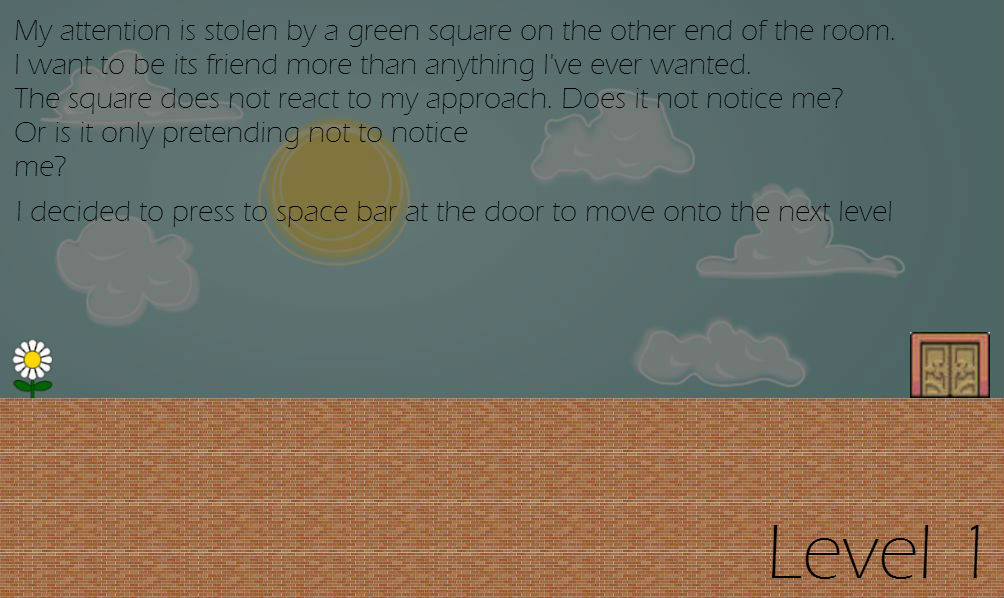 My attention is stolen by a green square on the other end of the room.
I want to be its friend more than anything I've ever wanted.
The square does not react to my approach. Does it not notice me?
Or is it only pretending not to notice
me?
I decided to press to space bar at the door to move onto the next level
Level 1